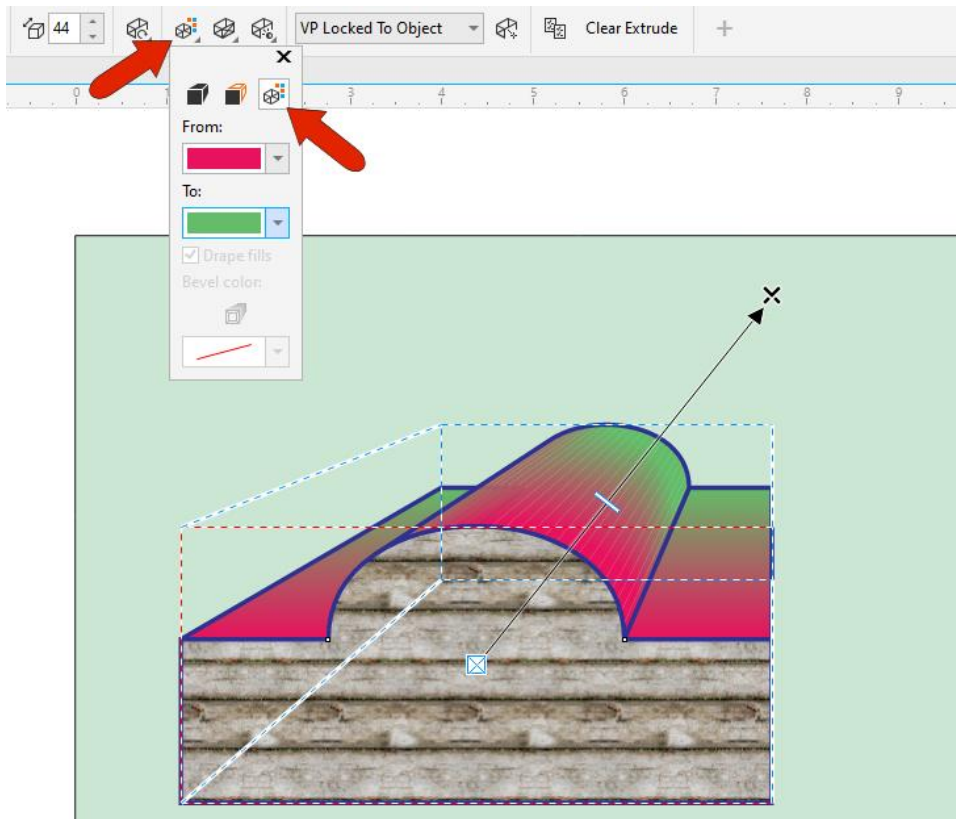 44 VP Locked To Object Clear Extrude
0 1 3 4 5 6 7 8 9
From:
To:
Drape fills
Bevel color: